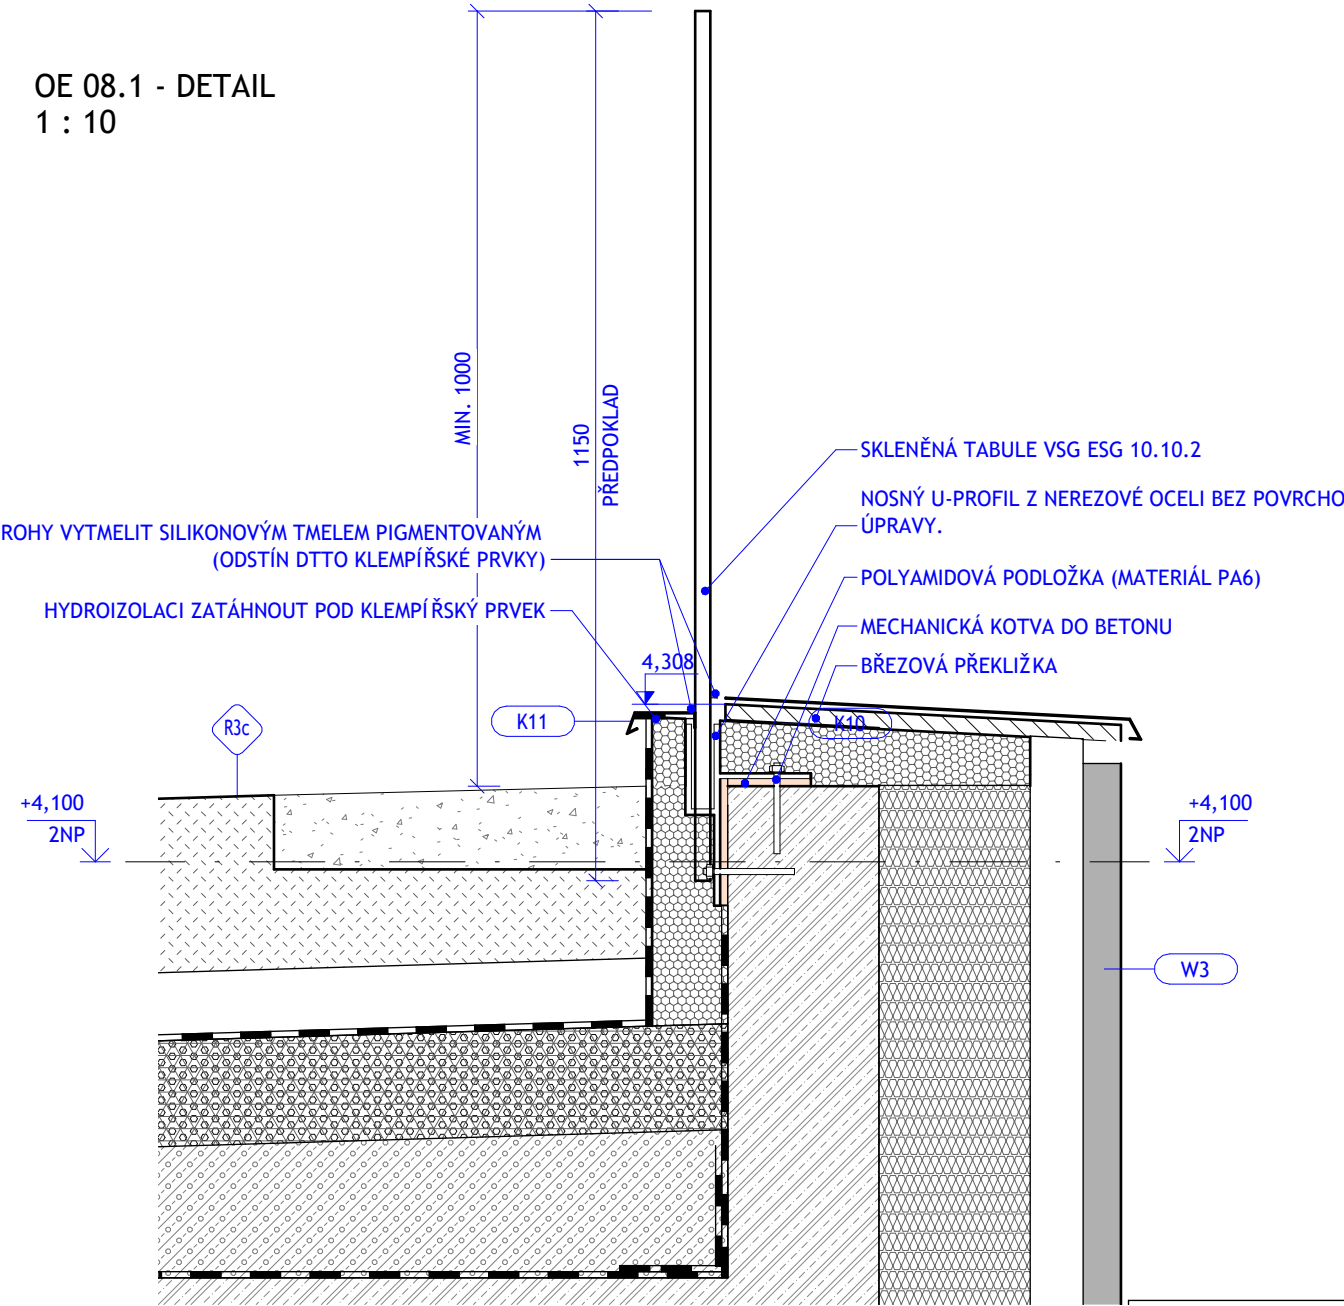 OE 08.1 - DETAIL
1 : 10
MIN. 1000
1150
PŘEDPOKLAD
SKLENĚNÁ TABULE VSG ESG 10.10.2
NOSNÝ U-PROFIL Z NEREZOVÉ OCELI BEZ POVRCHO
ÚPRAVY.
ROHY VYTMELIT SILIKONOVÝM TMELEM PIGMENTOVANÝM
(ODSTÍN DTTO KLEMPÍŘSKÉ PRVKY)
POLYAMIDOVÁ PODLOŽKA (MATERIÁL PA6)
HYDROIZOLACI ZATÁHNOUT POD KLEMPÍŘSKÝ PRVEK
MECHANICKÁ KOTVA DO BETONU
BŘEZOVÁ PŘEKLIŽKA
4,308
K11
K10
R3c
+4,100
2NP
+4,100
2NP
W3